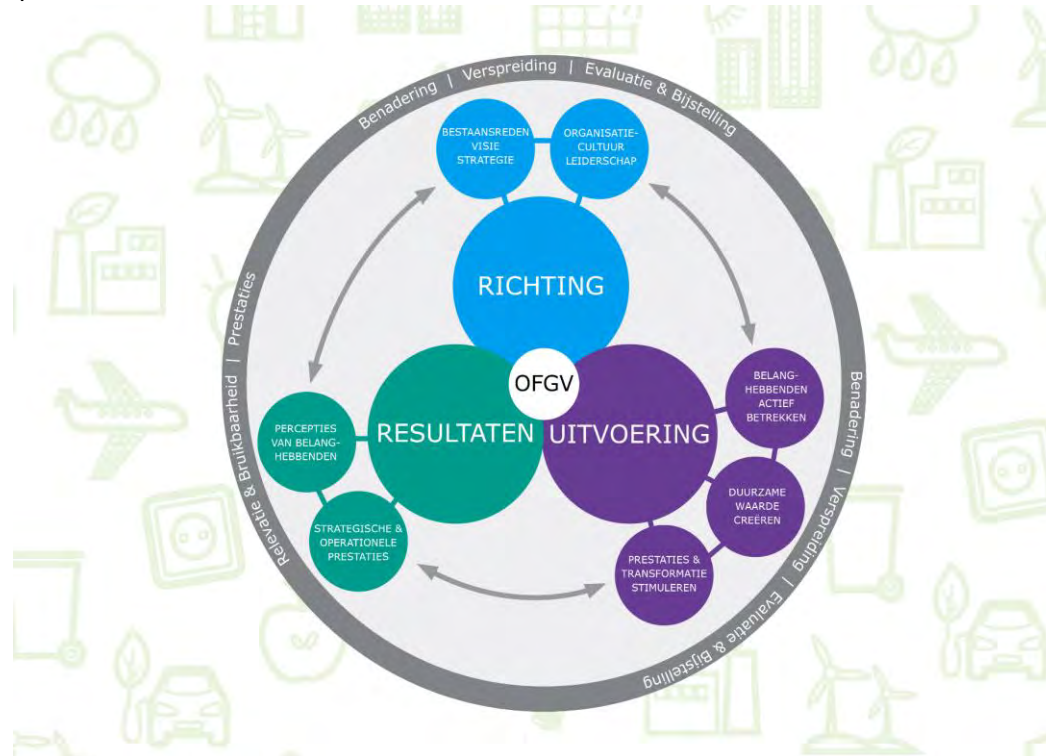 Benadering | Verspreiding | Evaluatie & Bijstelling
BESTAANSREDEN
VISIE
STRATEGIE
ORGANISATIE-
CULTUUR
LEIDERSCHAP
RICHTING
OFGV
RESULTATEN
UITVOERING
BELANG-
HEBBENDEN
ACTIEF
BETREKKEN
DUURZAME
WAARDE
CREËREN
PRESTATIES &
TRANSFORMATIE
STIMULEREN
PERCEPTIES
VAN BELANG-
HEBBENDEN
STRATEGISCHE &
OPERATIONELE
PRESTATIES
Relevatie & Bruikbaarheid | Prestaties
Benadering | Verspreiding | Evaluatie & Bijstelling